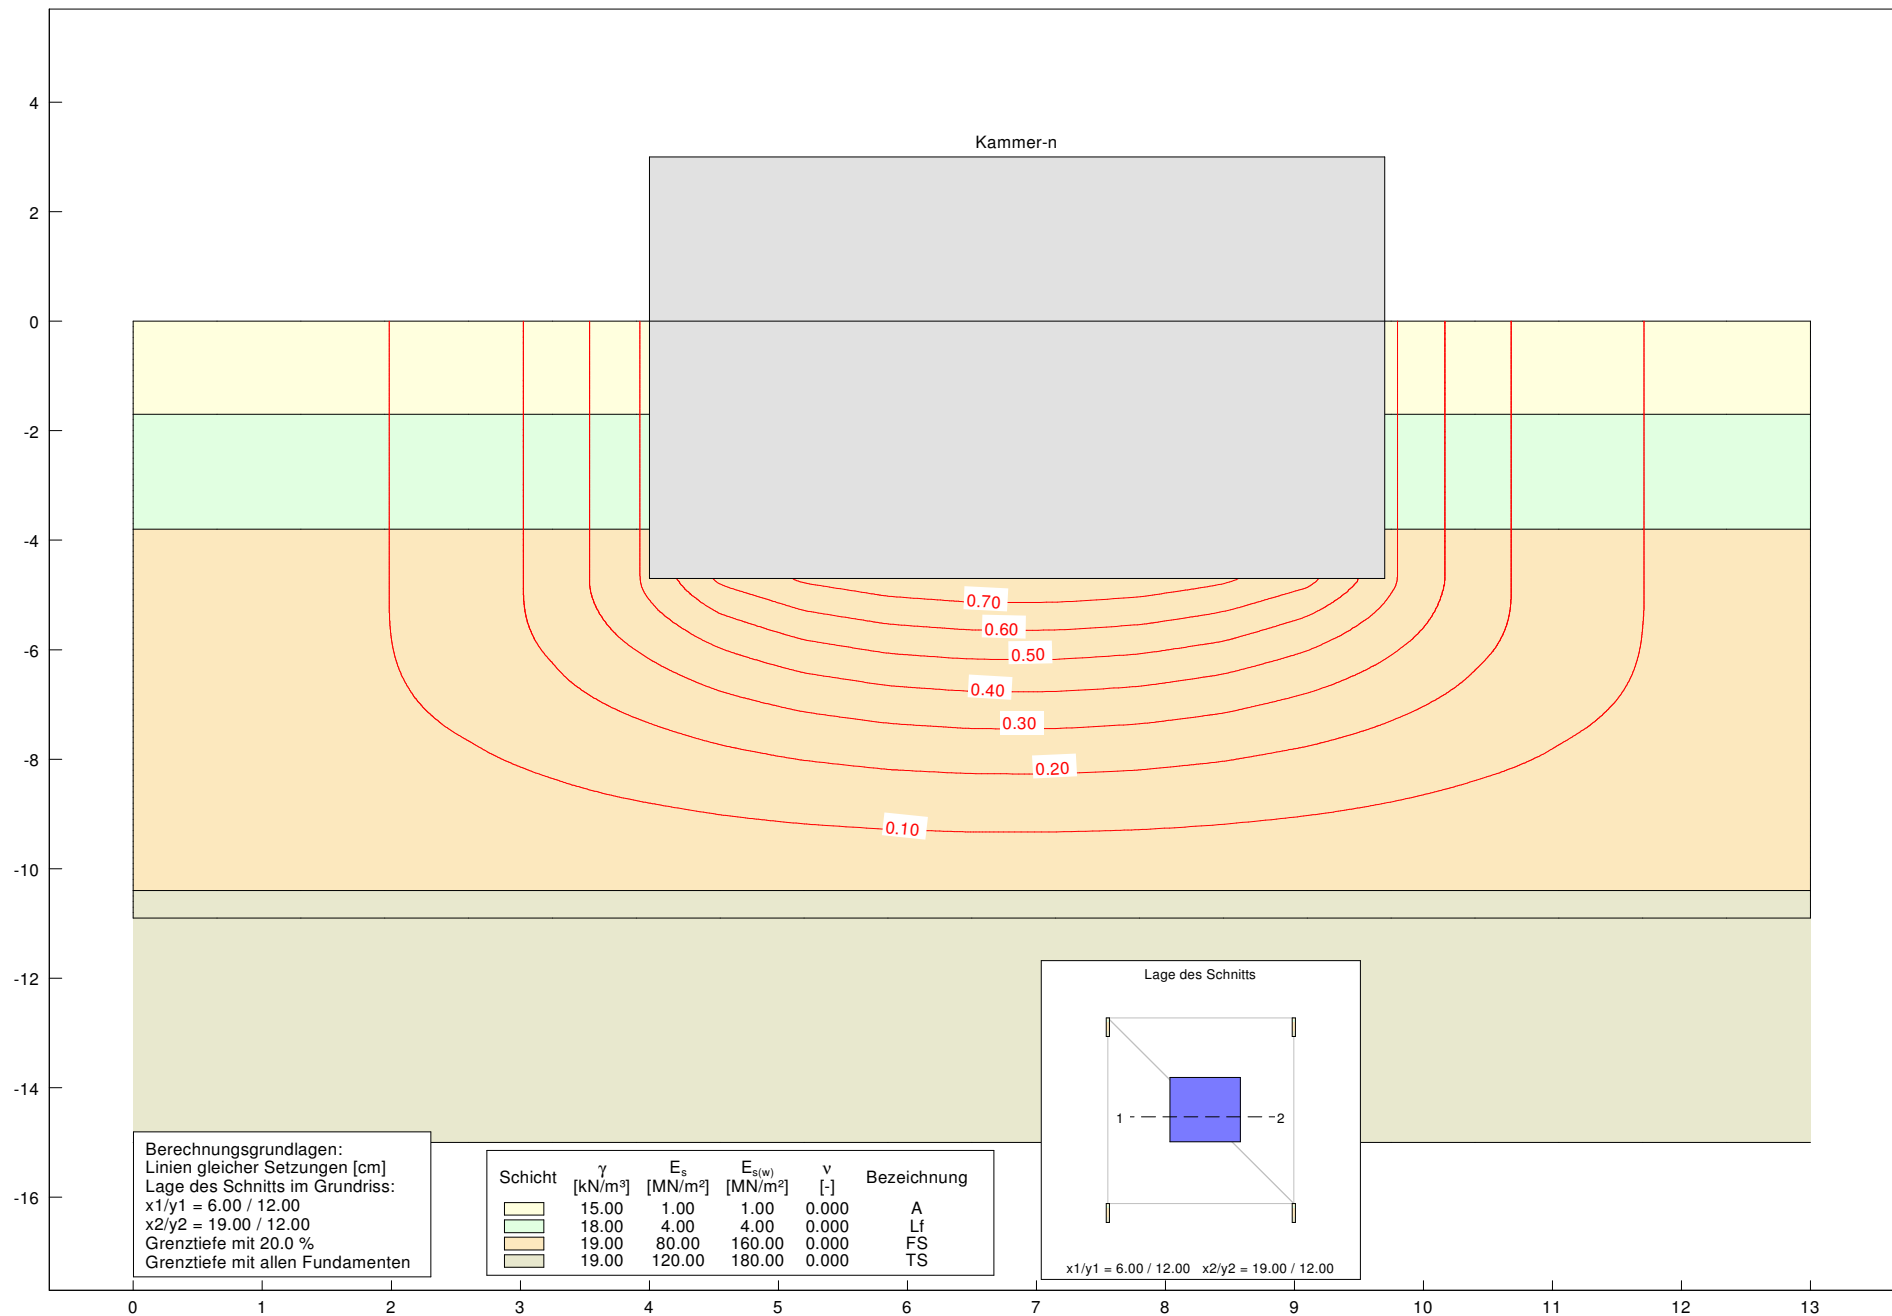 Kammer-n
4
2
0
-2
-4
-6
-8
-10
-12
-14
-16
0.70
0.60
0.50
0.40
0.30
0.20
0.10
Lage des Schnitts
1
2
x1/y1 = 6.00 / 12.00 x2/y2 = 19.00 / 12.00
Berechnungsgrundlagen:
Linien gleicher Setzungen [cm]
Lage des Schnitts im Grundriss:
x1/y1 = 6.00 / 12.00
x2/y2 = 19.00 / 12.00
Grenztiefe mit 20.0 %
Grenztiefe mit allen Fundamenten
Schicht γ Es Es(w) ν Bezeichnung
[kN/m³] [MN/m²] [MN/m²] [-]
15.00 1.00 1.00 0.000 A
18.00 4.00 4.00 0.000 Lf
19.00 80.00 160.00 0.000 FS
19.00 120.00 180.00 0.000 TS
0 1 2 3 4 5 6 7 8 9 10 11 12 13